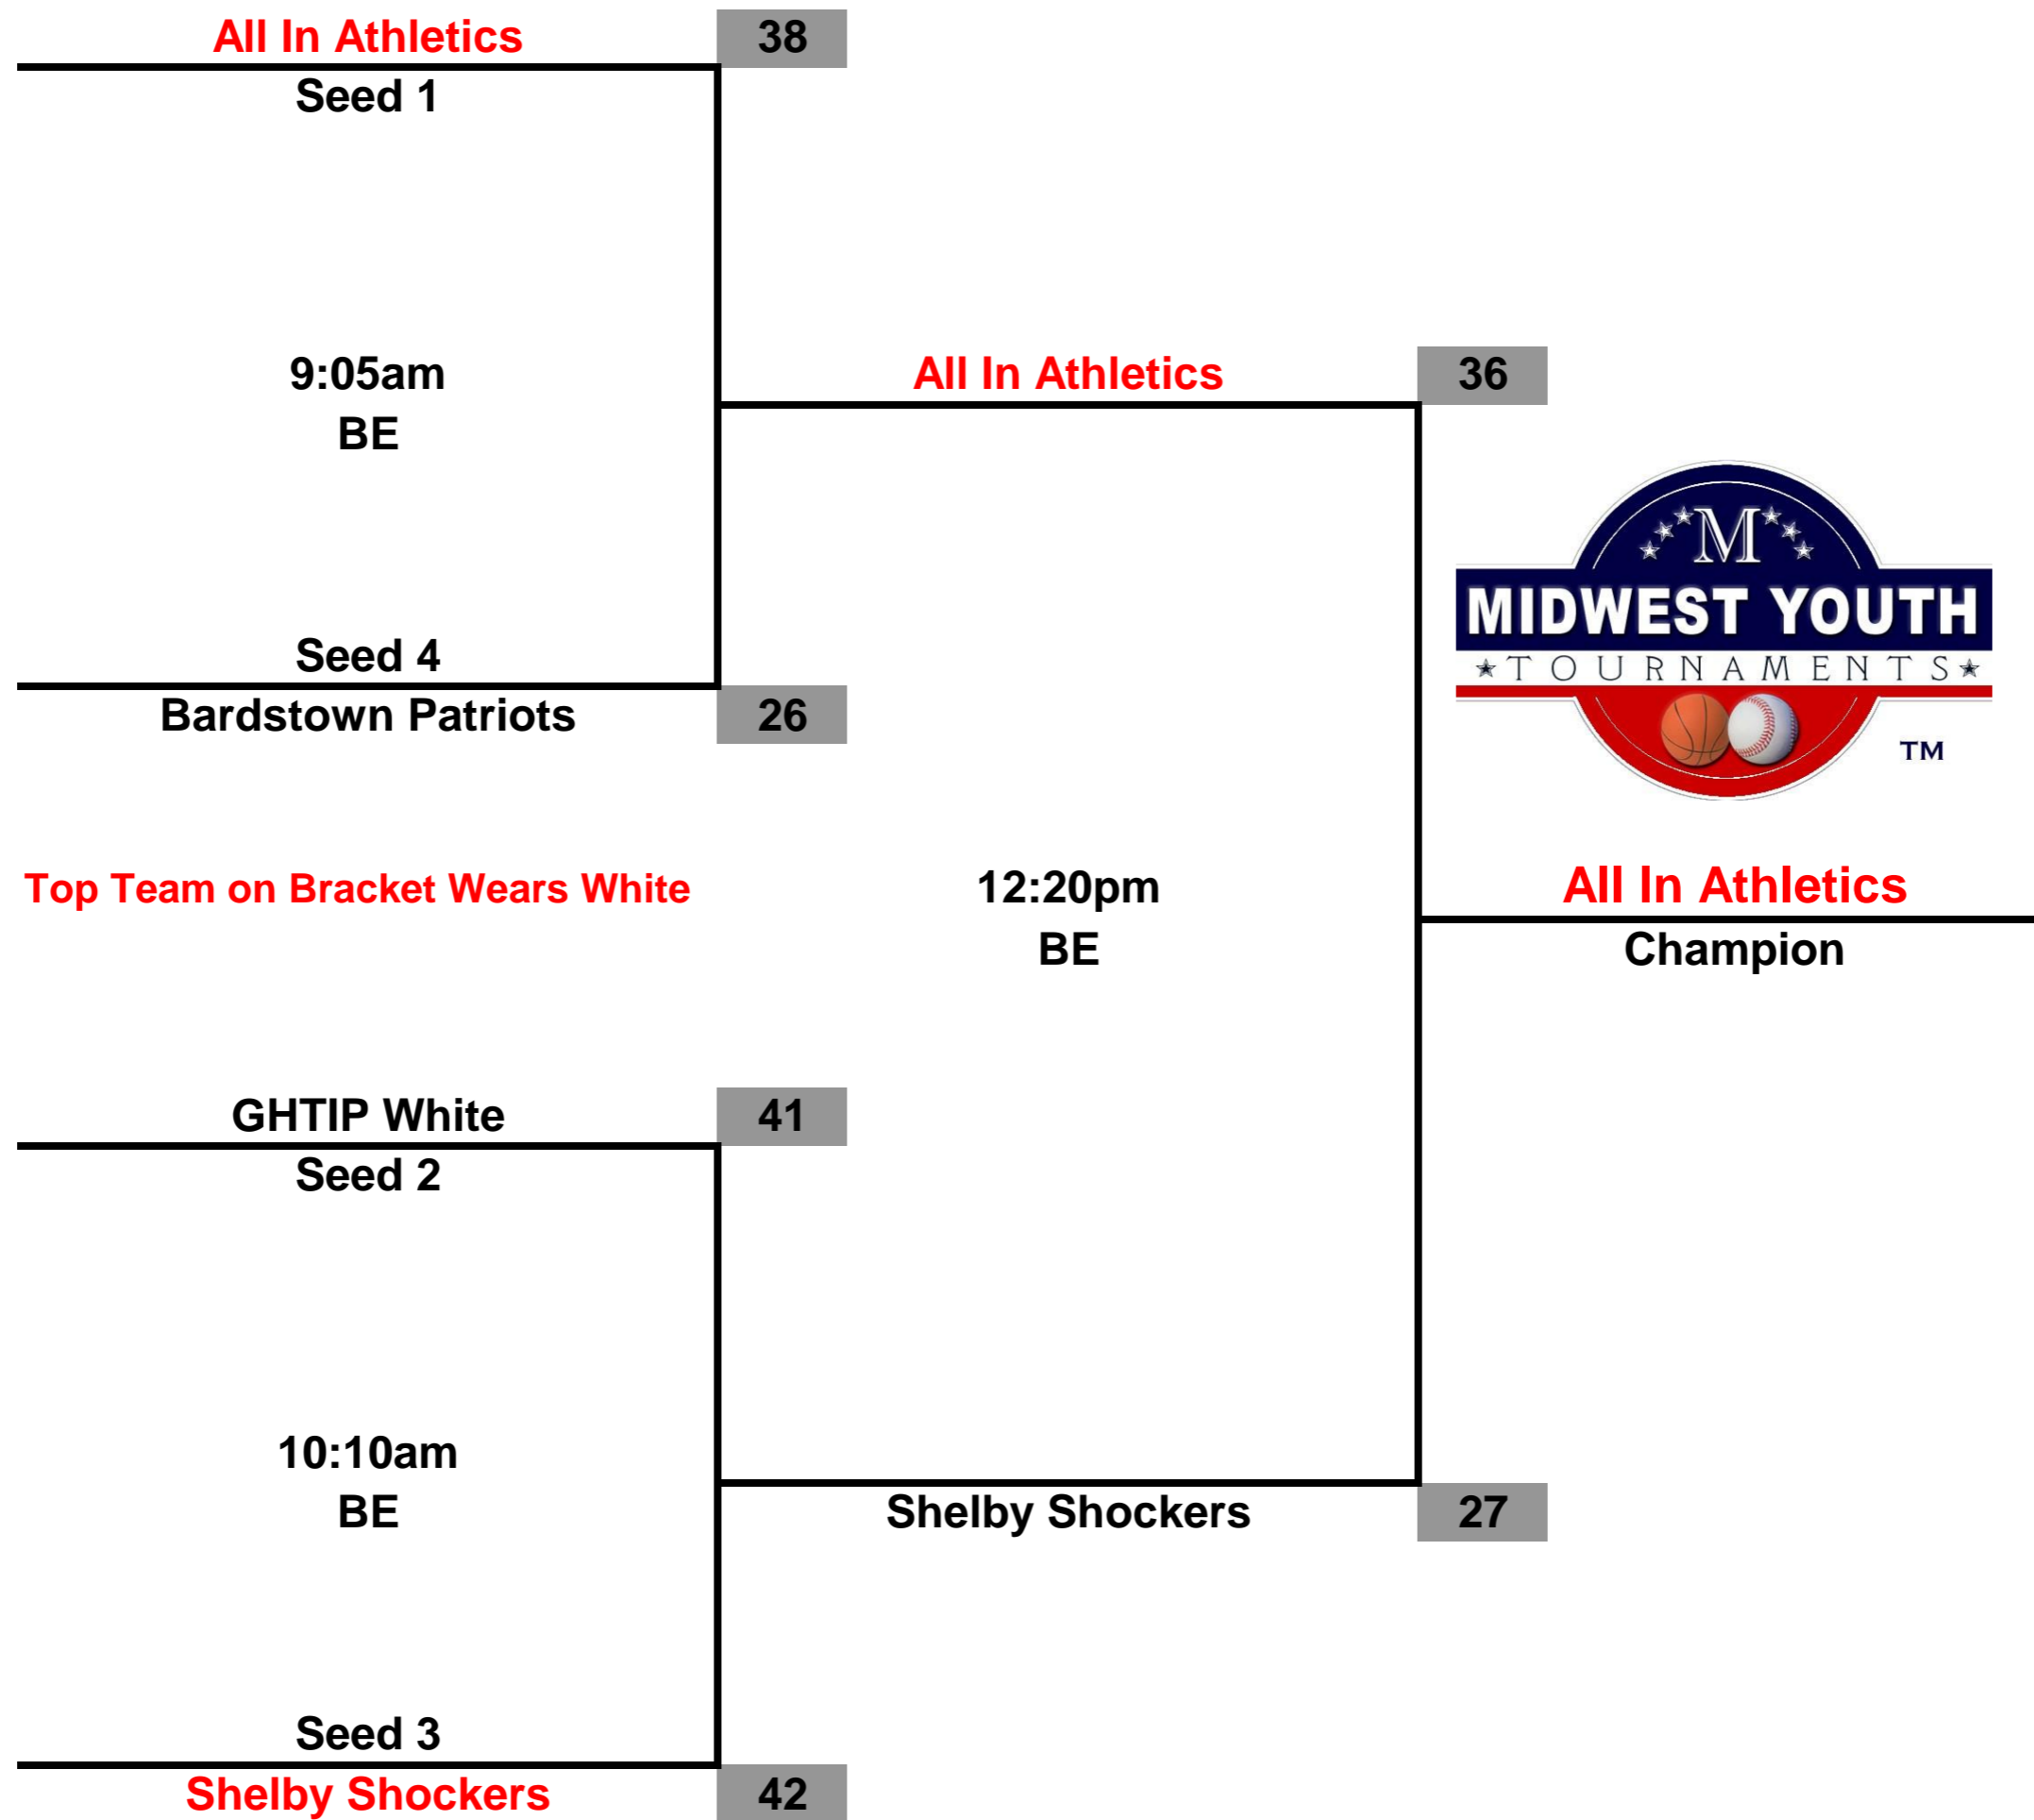 All In Athletics 38
Seed 1
9:05am
BE
All In Athletics 36
Seed 4
Bardstown Patriots 26
M
MIDWEST YOUTH
TOURNAMENTS
TM
Top Team on Bracket Wears White
12:20pm
BE
All In Athletics
Champion
GHTIP White 41
Seed 2
10:10am
BE
Shelby Shockers 27
Seed 3
Shelby Shockers 42